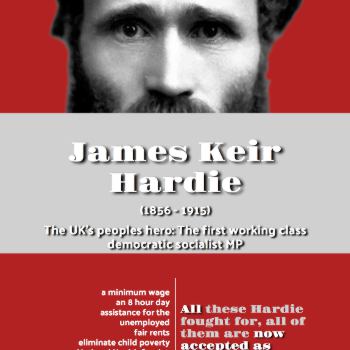 James Keir
Hardie
(1856 - 1915)
The UK's peoples hero: The first working class
democratic socialist MP
a minimum wage
an 8 hour day
assistance for the
unemployed
fair rents
eliminate child poverty
All these Hardie
fought for, all of
them are now
accepted as